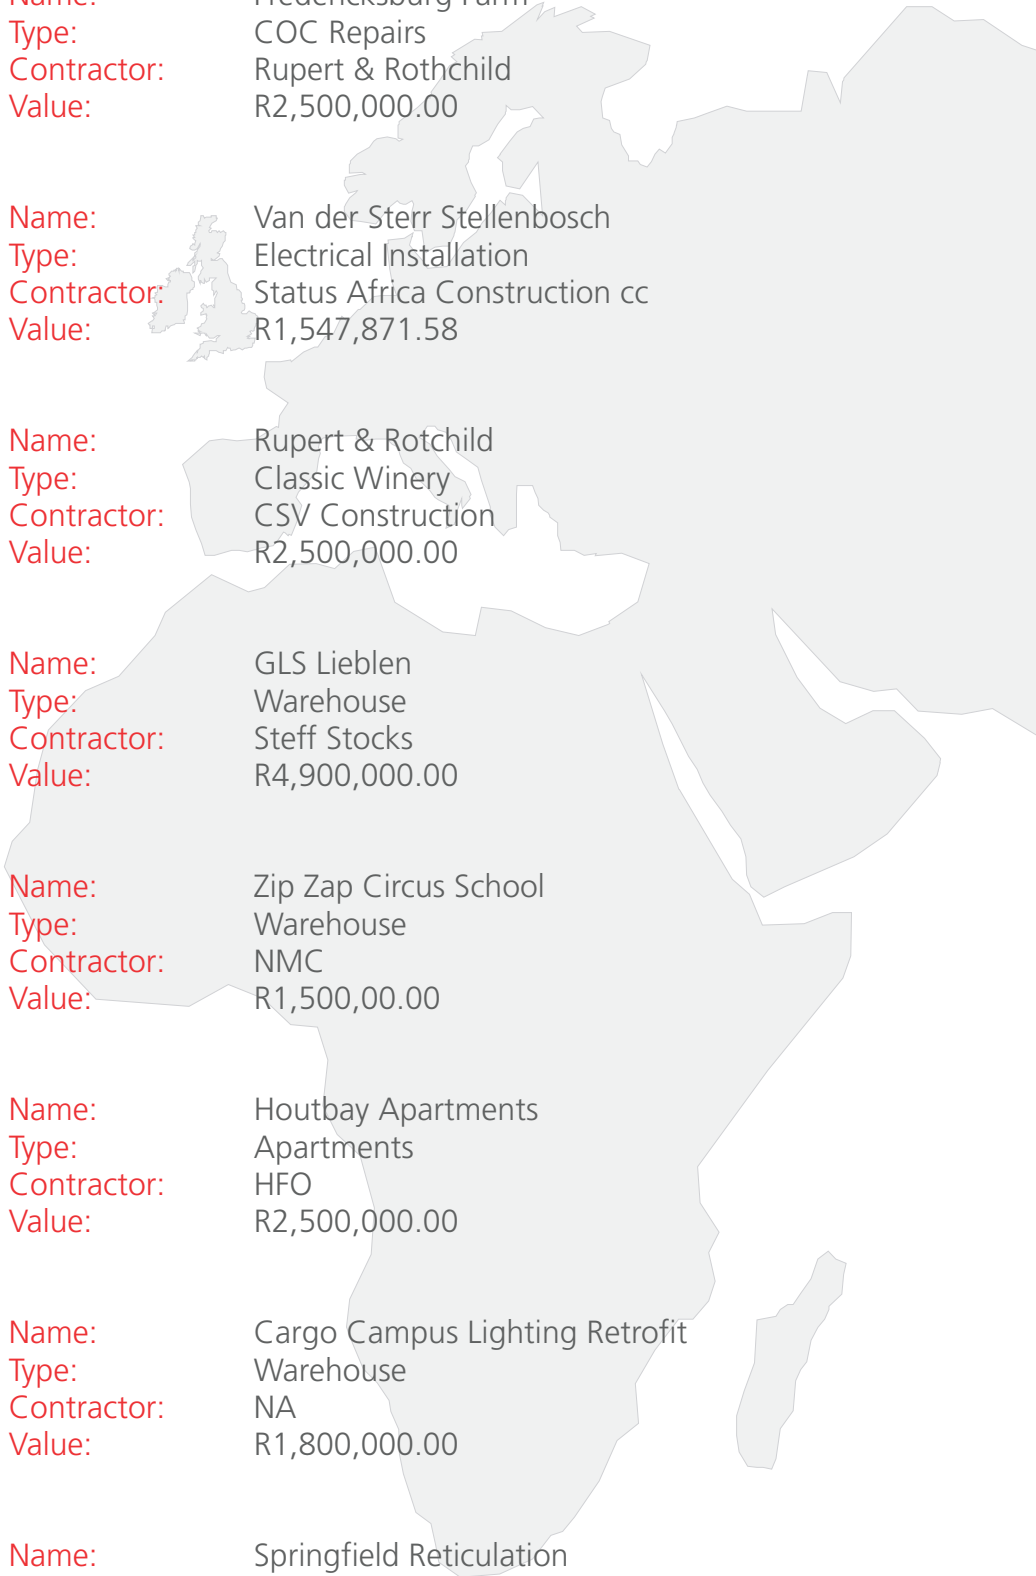 Name: Fredericksburg Farm
Type: COC Repairs
Contractor: Rupert & Rothchild
Value: R2,500,000.00
Name: Van der Sterr Stellenbosch
Type: Electrical Installation
Contractor: Status Africa Construction cc
Value: R1,547,871.58
Name: Rupert & Rotchild
Type: Classic Winery
Contractor: CSV Construction
Value: R2,500,000.00
Name: GLS Lieblen
Type: Warehouse
Contractor: Steff Stocks
Value: R4,900,000.00
Name: Zip Zap Circus School
Type: Warehouse
Contractor: NMC
Value: R1,500,00.00
Name: Houtbay Apartments
Type: Apartments
Contractor: HFO
Value: R2,500,000.00
Name: Cargo Campus Lighting Retrofit
Type: Warehouse
Contractor: NA
Value: R1,800,000.00
Name: Springfield Reticulation